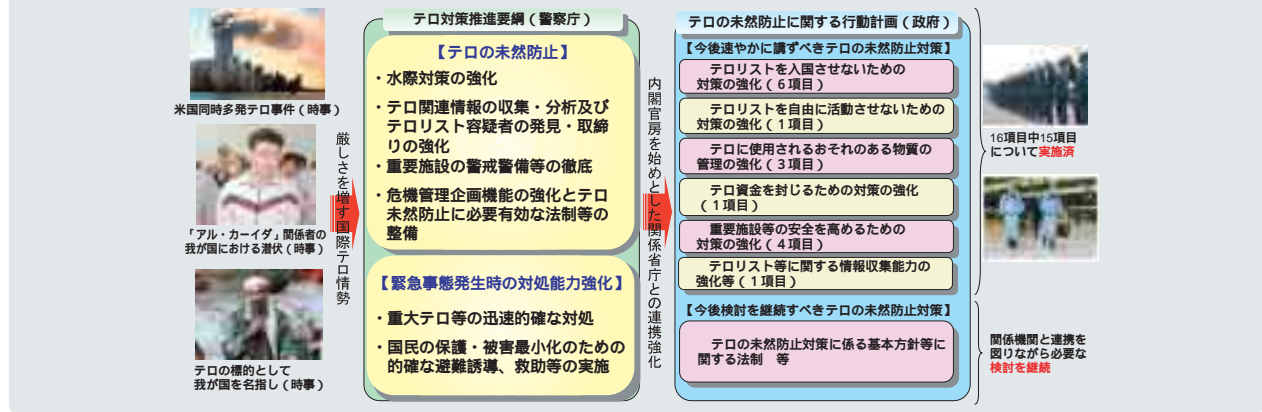 米国同時多発テロ事件(時事)
「アル・カーイダ」関係者の
我が国における潜伏(時事)
テロの標的として
我が国を名指し(時事)
厳しさを増す国際テロ情勢
テロ対策推進要綱(警察庁)
【テロの未然防止】
・水際対策の強化
・テロ関連情報の収集・分析及び
テロリスト容疑者の発見・取締
りの強化
・重要施設の警戒警備等の徹底
・危機管理企画機能の強化とテロ
未然防止に必要有効な法制等の
整備
【緊急事態発生時の対処能力強化】
・重大テロ等の迅速的確な対処
・国民の保護・被害最小化のための
的確な避難誘導、救助等の実施
内閣官房を始めとした関係省庁との連携強化
テロの未然防止に関する行動計画(政府)
【今後速やかに講ずべきテロの未然防止対策】
テロリストを入国させないための
対策の強化(6項目)
テロリストを自由に活動させないための
対策の強化(1項目)
テロに使用されるおそれのある物質の
管理の強化(3項目)
テロ資金を封じるための対策の強化
(1項目)
重要施設等の安全を高めるための
対策の強化(4項目)
テロリスト等に関する情報収集能力の
強化等(1項目)
【今後検討を継続すべきテロの未然防止対策】
テロの未然防止対策に係る基本方針等に
関する法制 等
16項目中15項目
について実施済
関係機関と連携を
図りながら必要な
検討を継続